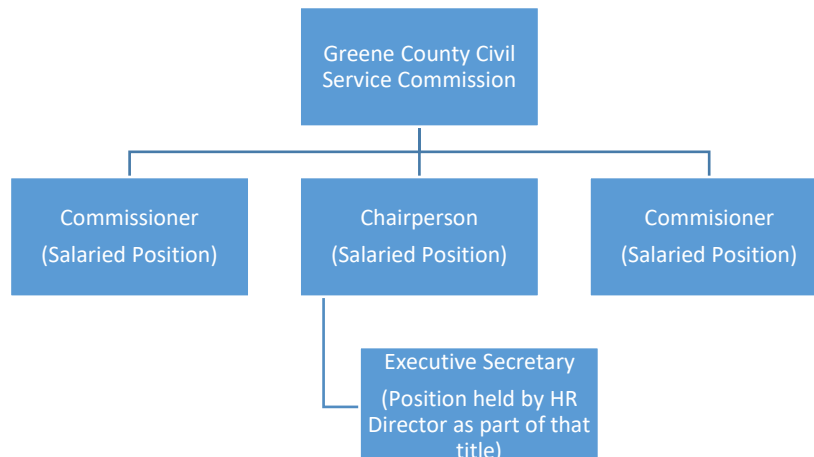 Greene County Civil
Service Commission
Commissioner
(Salaried Position)
Chairperson
(Salaried Position)
Commisioner
(Salaried Position)
Executive Secretary
(Position held by HR
Director as part of that
title)